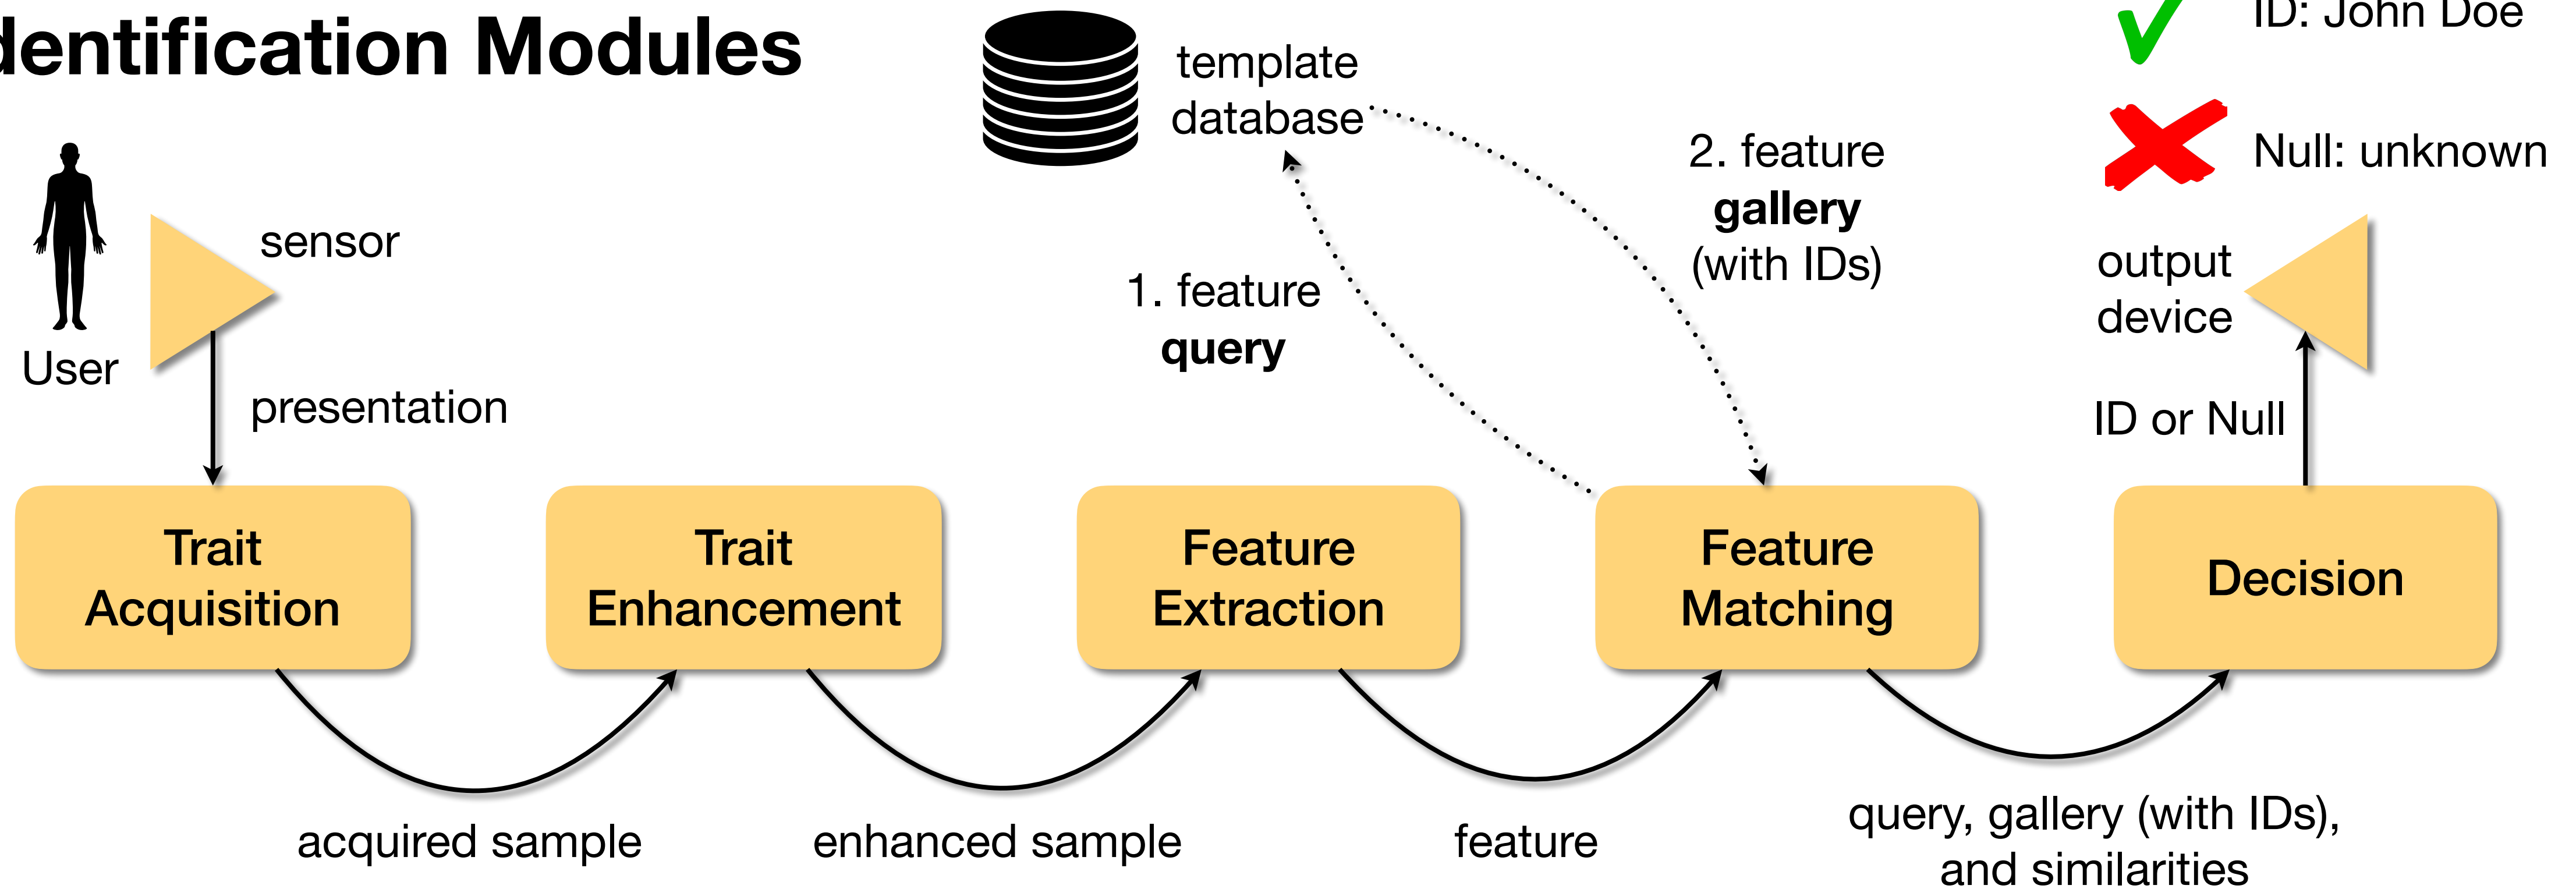 dentification Modules
template
database
ID: John Doe
Null: unknown
2. feature
gallery
(with IDs)
sensor
output
device
1. feature
query
User
presentation
ID or Null
Trait
Acquisition
Trait
Enhancement
Feature
Extraction
Feature
Matching
Decision
acquired sample
enhanced sample
feature
query, gallery (with IDs),
and similarities